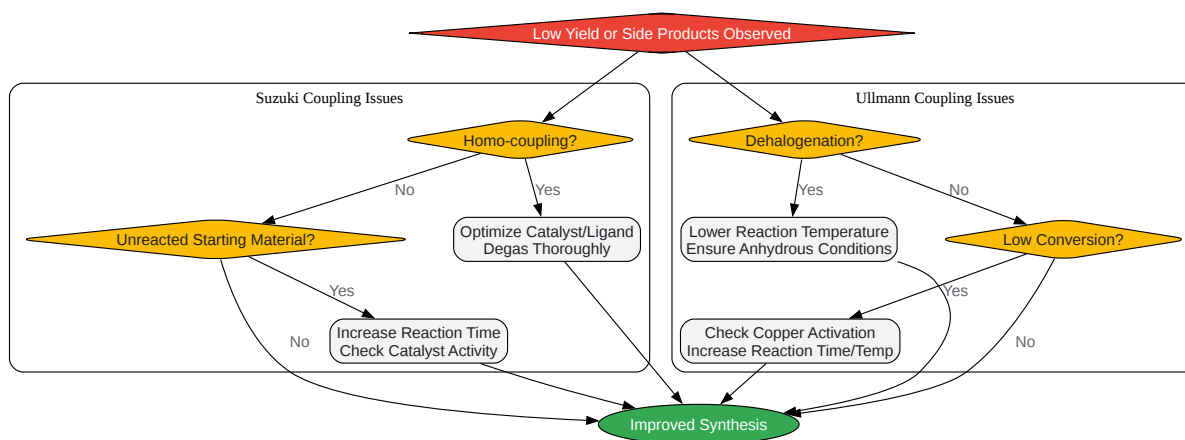 Low Yield or Side Products Observed
Suzuki Coupling Issues
Ullmann Coupling Issues
Homo-coupling?
Dehalogenation?
No
Yes
Yes
No
Unreacted Starting Material?
Optimize Catalyst/Ligand
Degas Thoroughly
Lower Reaction Temperature
Ensure Anhydrous Conditions
Low Conversion?
Yes
Yes
No
Increase Reaction Time
Check Catalyst Activity
Check Copper Activation
Increase Reaction Time/Temp
No
Improved Synthesis